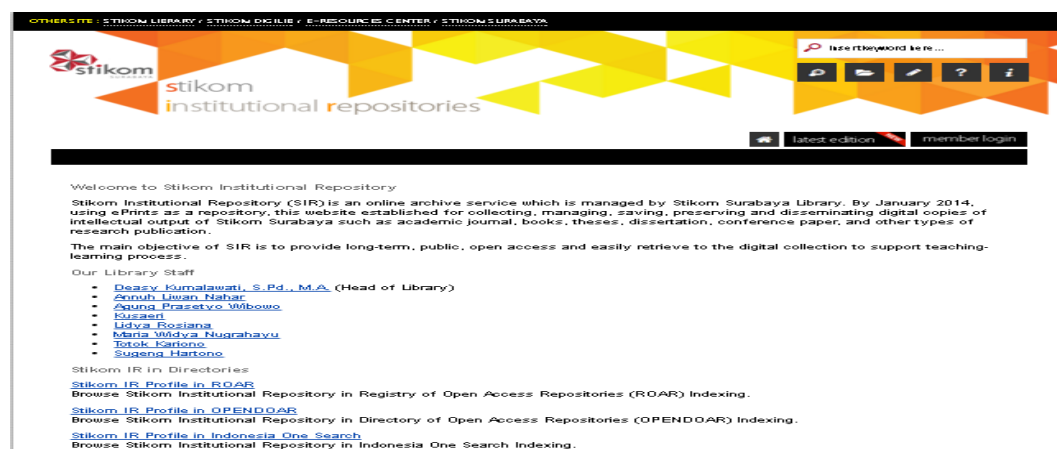 OTHER SITE : STIKOM LIBRARY / STIKOM DIGILIB / E-RESOURCES CENTER / STIKOM SURABAYA
Insert keyword here...
stikom
SURABAYA
stikom
institutional repositories
? i
latest edition NEW member login
Welcome to Stikom Institutional Repository
Stikom Institutional Repository (SIR) is an online archive service which is managed by Stikom Surabaya Library. By January 2014,
using ePrints as a repository, this website established for collecting, managing, saving, preserving and disseminating digital copies of
intellectual output of Stikom Surabaya such as academic journal, books, theses, dissertation, conference paper, and other types of
research publication.
The main objective of SIR is to provide long-term, public, open access and easily retrieve to the digital collection to support teaching-
learning process.
Our Library Staff
• Deasy Kumalawati, S.Pd., M.A. (Head of Library)
• Annuh Liwan Nahar
• Agung Prasetyo Wibowo
• Kusaeri
• Lidya Rosiana
• Maria Widya Nugrahayu
• Totok Kariono
• Sugeng Hartono
Stikom IR in Directories
Stikom IR Profile in ROAR
Browse Stikom Institutional Repository in Registry of Open Access Repositories (ROAR) Indexing.
Stikom IR Profile in OPENDOAR
Browse Stikom Institutional Repository in Directory of Open Access Repositories (OPENDOAR) Indexing.
Stikom IR Profile in Indonesia One Search
Browse Stikom Institutional Repository in Indonesia One Search Indexing.